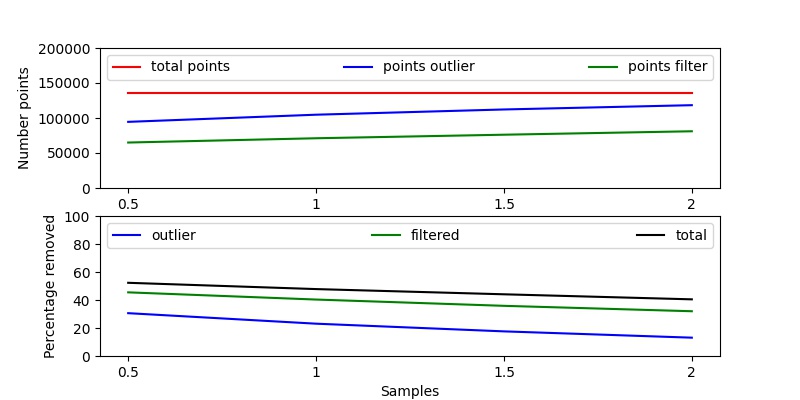 200000
150000
100000
50000
0
Number points
total points points outlier points filter
0.5 1 1.5 2
100
80
60
40
20
0
Percentage removed
outlier filtered total
0.5 1 1.5 2
Samples